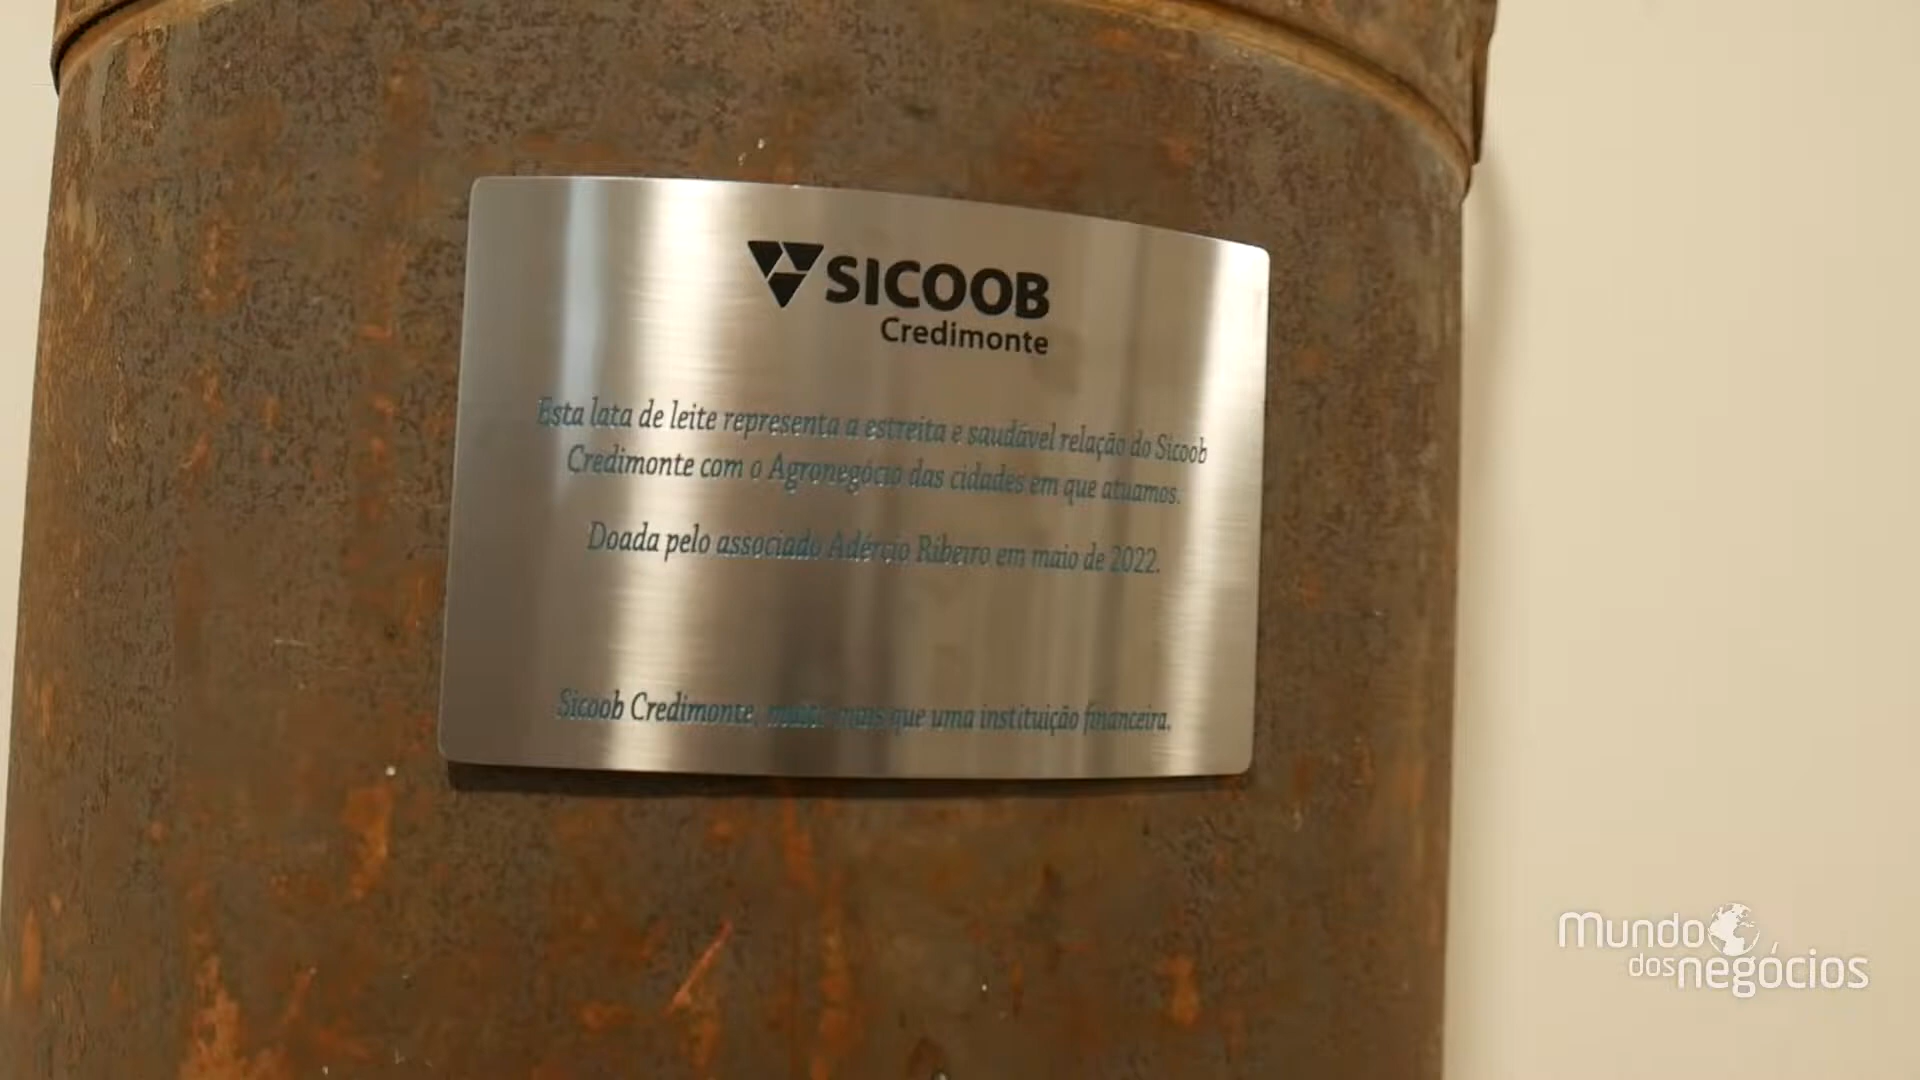 SICOOB
Credimonte
Esta lata de leite representa a estreita e saudável relação do Sicoob
Credimonte com o Agronegócio das cidades em que atuamos.
Doada pelo associado Adércio Ribeiro em maio de 2022.
Sicoob Credimonte, muito mais que uma instituição financeira.
Mundo
dos negócios